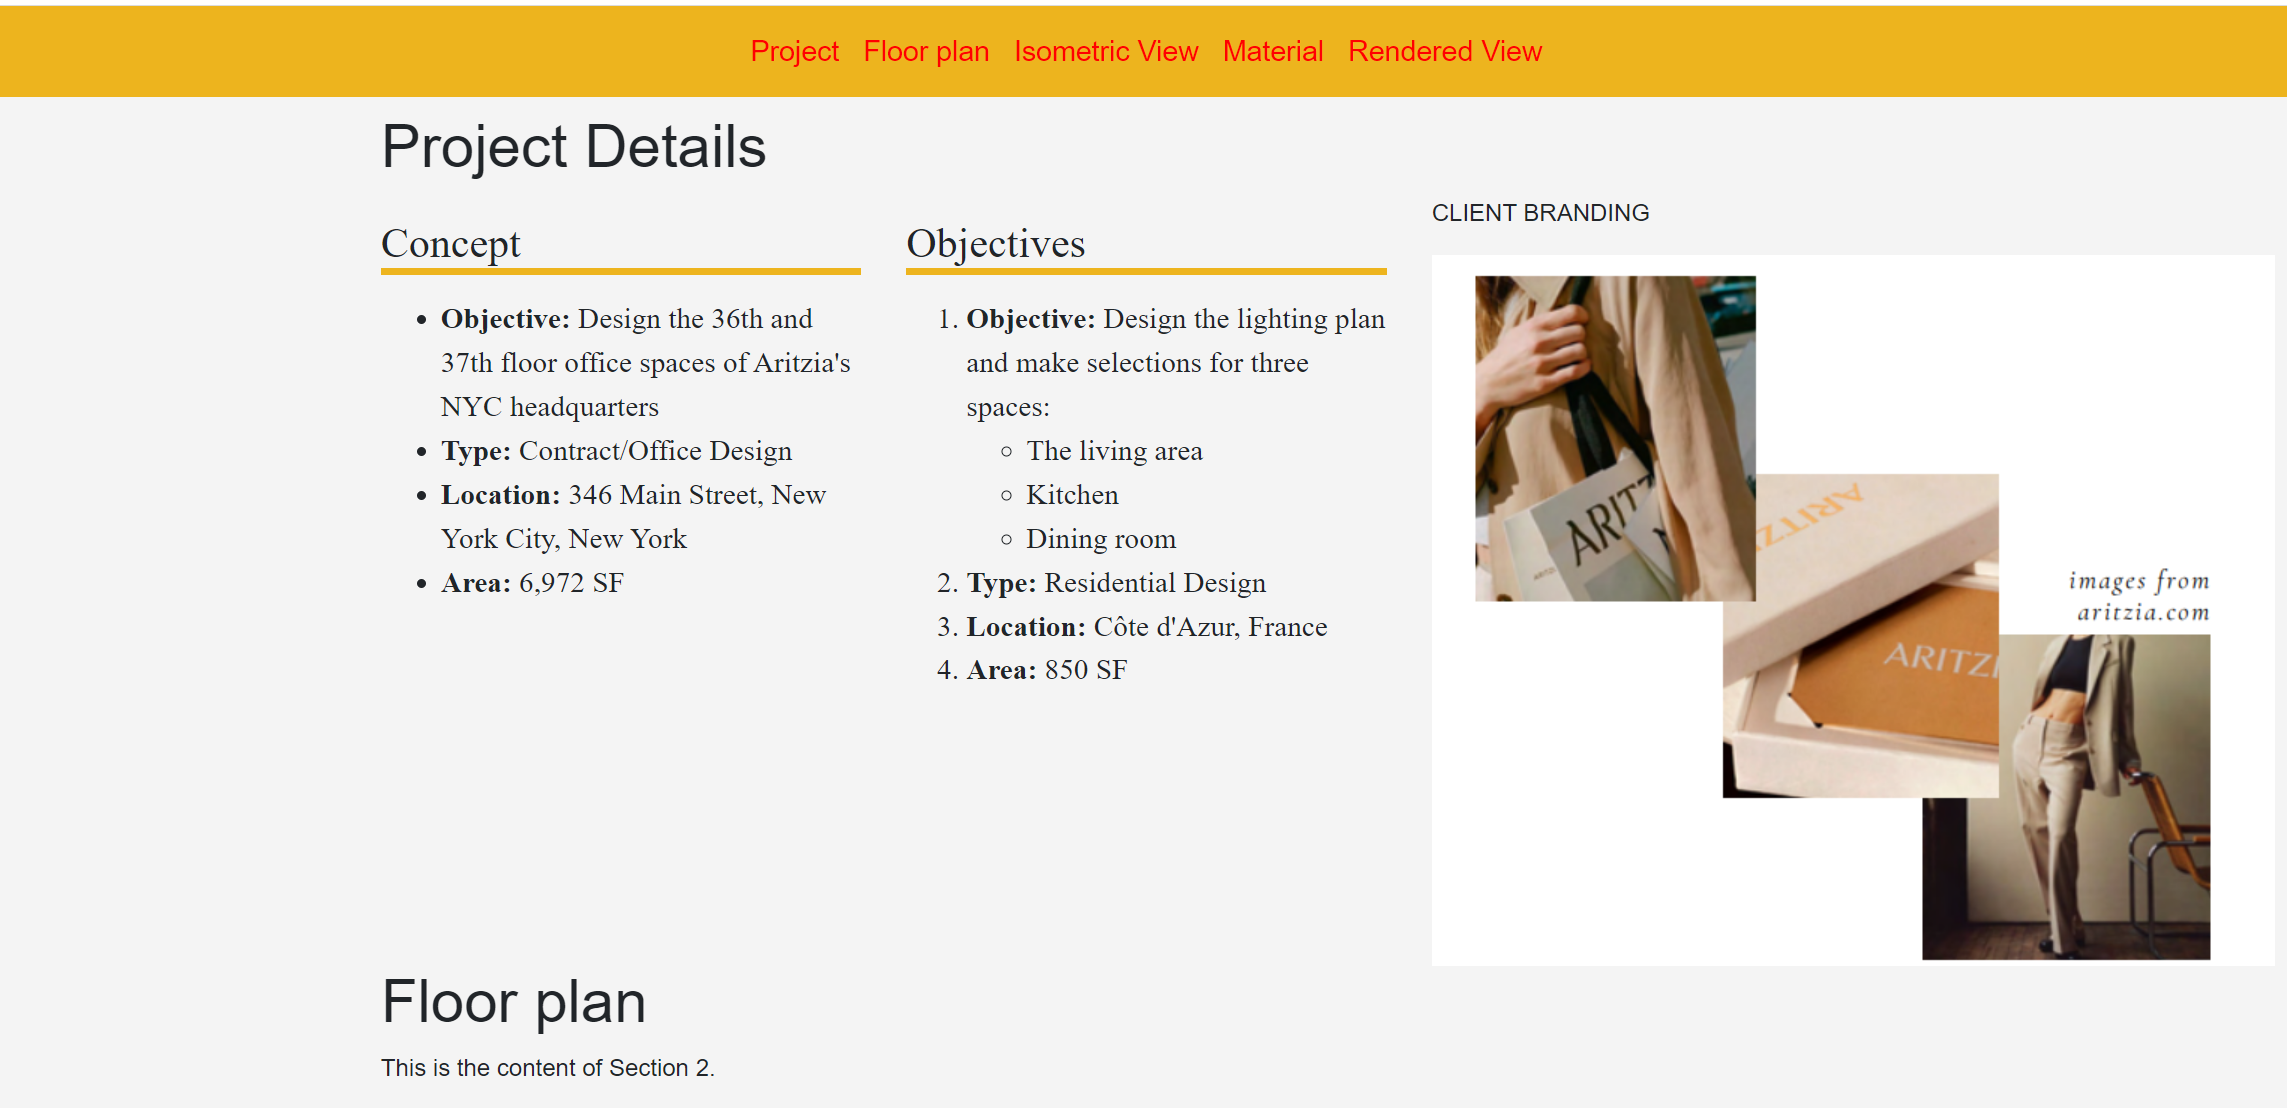 Project Floor plan Isometric View Material Rendered View
Project Details
Concept
• Objective: Design the 36th and
37th floor office spaces of Aritzia's
NYC headquarters
• Type: Contract/Office Design
• Location: 346 Main Street, New
York City, New York
• Area: 6,972 SF
Objectives
1. Objective: Design the lighting plan
and make selections for three
spaces:
○ The living area
○ Kitchen
○ Dining room
2. Type: Residential Design
3. Location: Côte d'Azur, France
4. Area: 850 SF
CLIENT BRANDING
ARITZ
ARITZ
ARITZI
ARITZI
images from
aritzia.com
Floor plan
This is the content of Section 2.